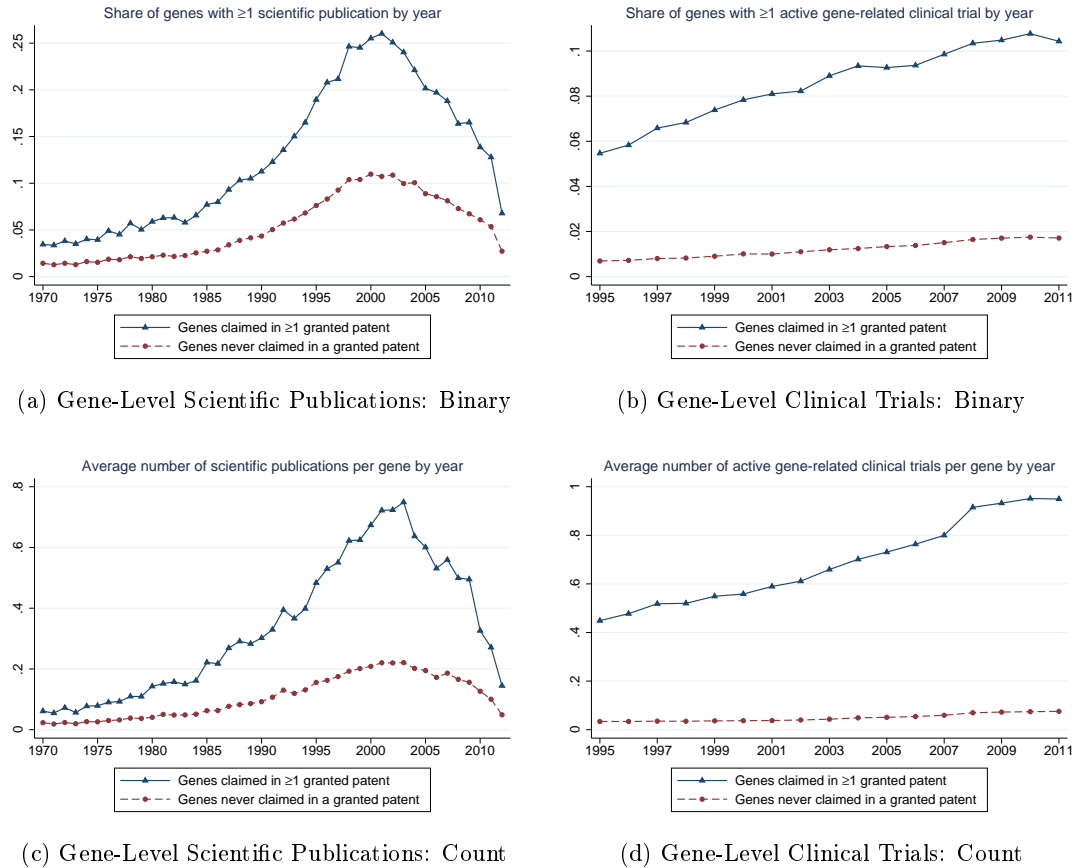 Share of genes with ≥1 scientific publication by year
.25
.2
.15
.1
.05
0
1970 1975 1980 1985 1990 1995 2000 2005 2010
Genes claimed in ≥1 granted patent
Genes never claimed in a granted patent
(a) Gene-Level Scientific Publications: Binary
Share of genes with ≥1 active gene-related clinical trial by year
.1
.08
.06
.04
.02
0
1995 1997 1999 2001 2003 2005 2007 2009 2011
Genes claimed in ≥1 granted patent
Genes never claimed in a granted patent
(b) Gene-Level Clinical Trials: Binary
Average number of scientific publications per gene by year
.8
.6
.4
.2
0
1970 1975 1980 1985 1990 1995 2000 2005 2010
Genes claimed in ≥1 granted patent
Genes never claimed in a granted patent
(c) Gene-Level Scientific Publications: Count
Average number of active gene-related clinical trials per gene by year
1
.8
.6
.4
.2
0
1995 1997 1999 2001 2003 2005 2007 2009 2011
Genes claimed in ≥1 granted patent
Genes never claimed in a granted patent
(d) Gene-Level Clinical Trials: Count